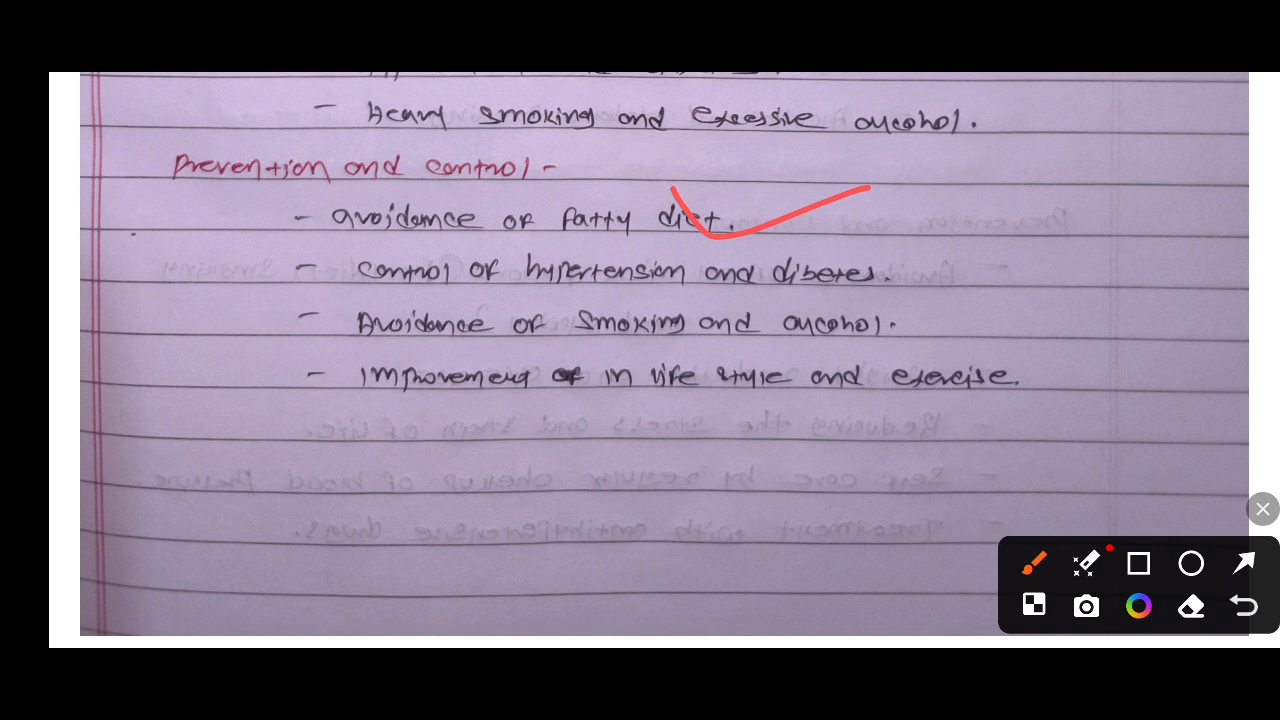 - Heavy smoking and excessive alcohol.
Prevention and control -
- avoidance of fatty diet.
- control of hypertension and dibetes.
- Avoidance of smoking and alcohol.
- improvement of in life style and exercise.